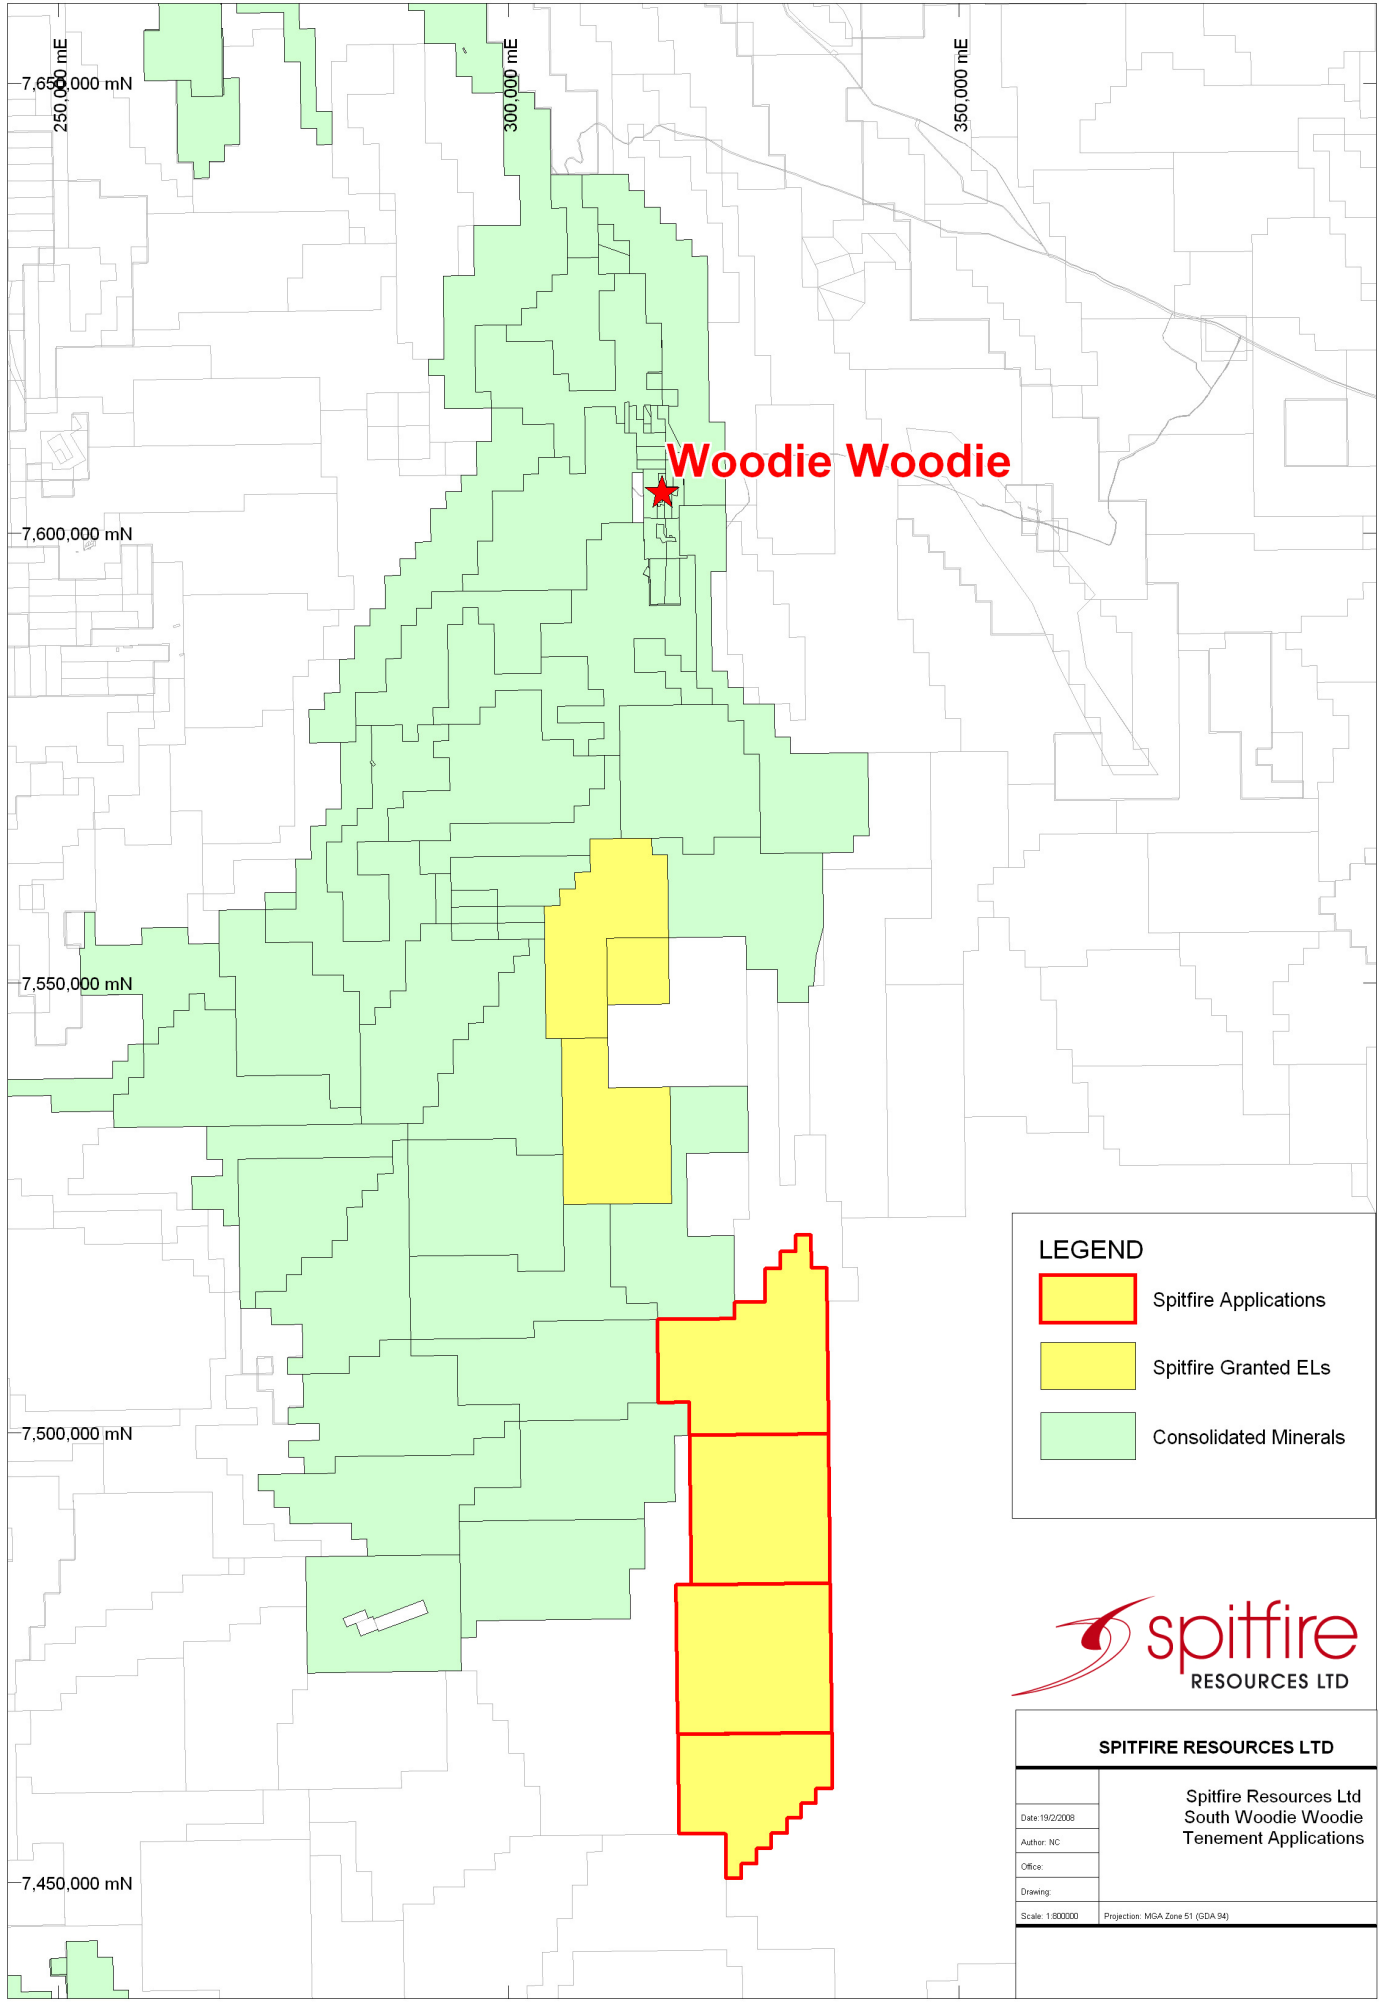 250,000 mE
300,000 mE
350,000 mE
7,650,000 mN
Woodie Woodie
7,600,000 mN
7,550,000 mN
7,500,000 mN
7,450,000 mN
LEGEND
Spitfire Applications
Spitfire Granted ELs
Consolidated Minerals
spitfire
RESOURCES LTD
SPITFIRE RESOURCES LTD
Spitfire Resources Ltd
South Woodie Woodie
Tenement Applications
Date:19/2/2008
Author: NC
Office:
Drawing:
Scale: 1:800000
Projection: MGA Zone 51 (GDA 94)